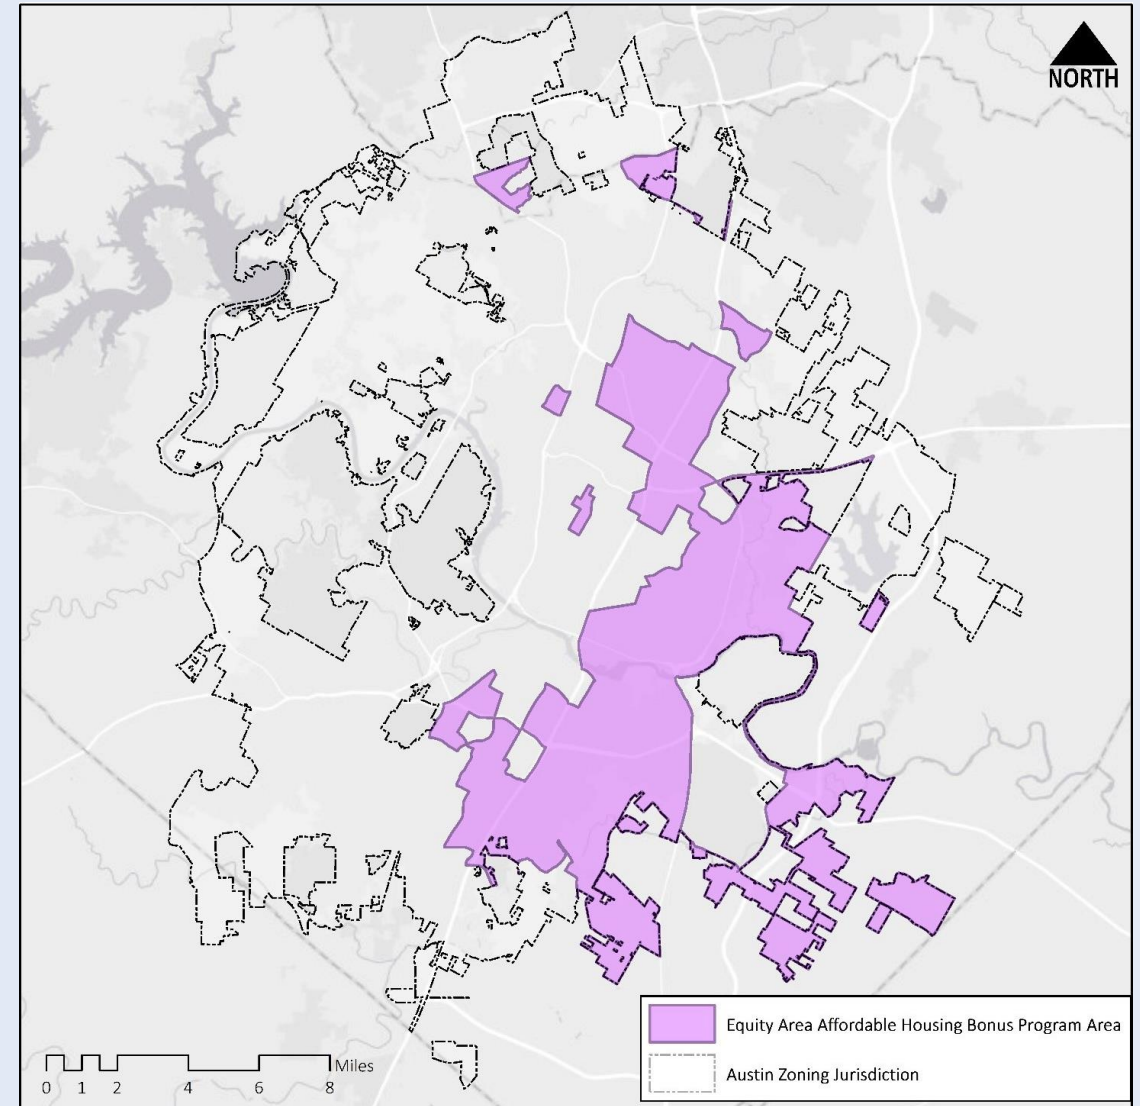 NORTH
Equity Area Affordable Housing Bonus Program Area
Austin Zoning Jurisdiction
Miles
0 1 2 4 6 8